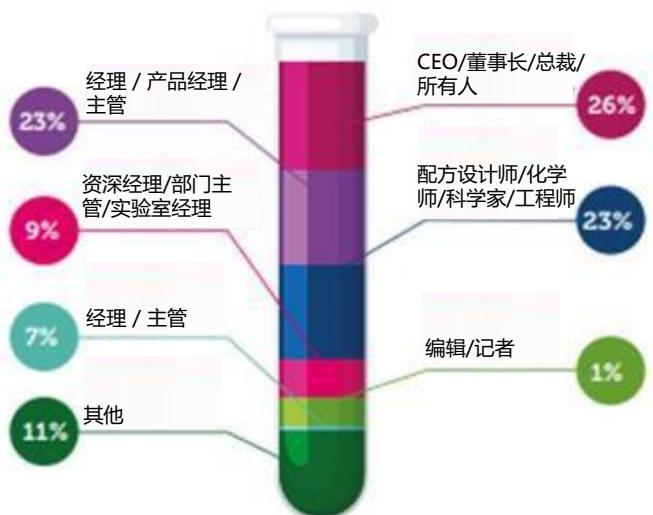 经理 / 产品经理 /
主管
23%
资深经理/部门主
管/实验室经理
9%
经理 / 主管
7%
其他
11%
CEO/董事长/总裁/
所有人
26%
配方设计师/化学
师/科学家/工程师
23%
编辑/记者
1%